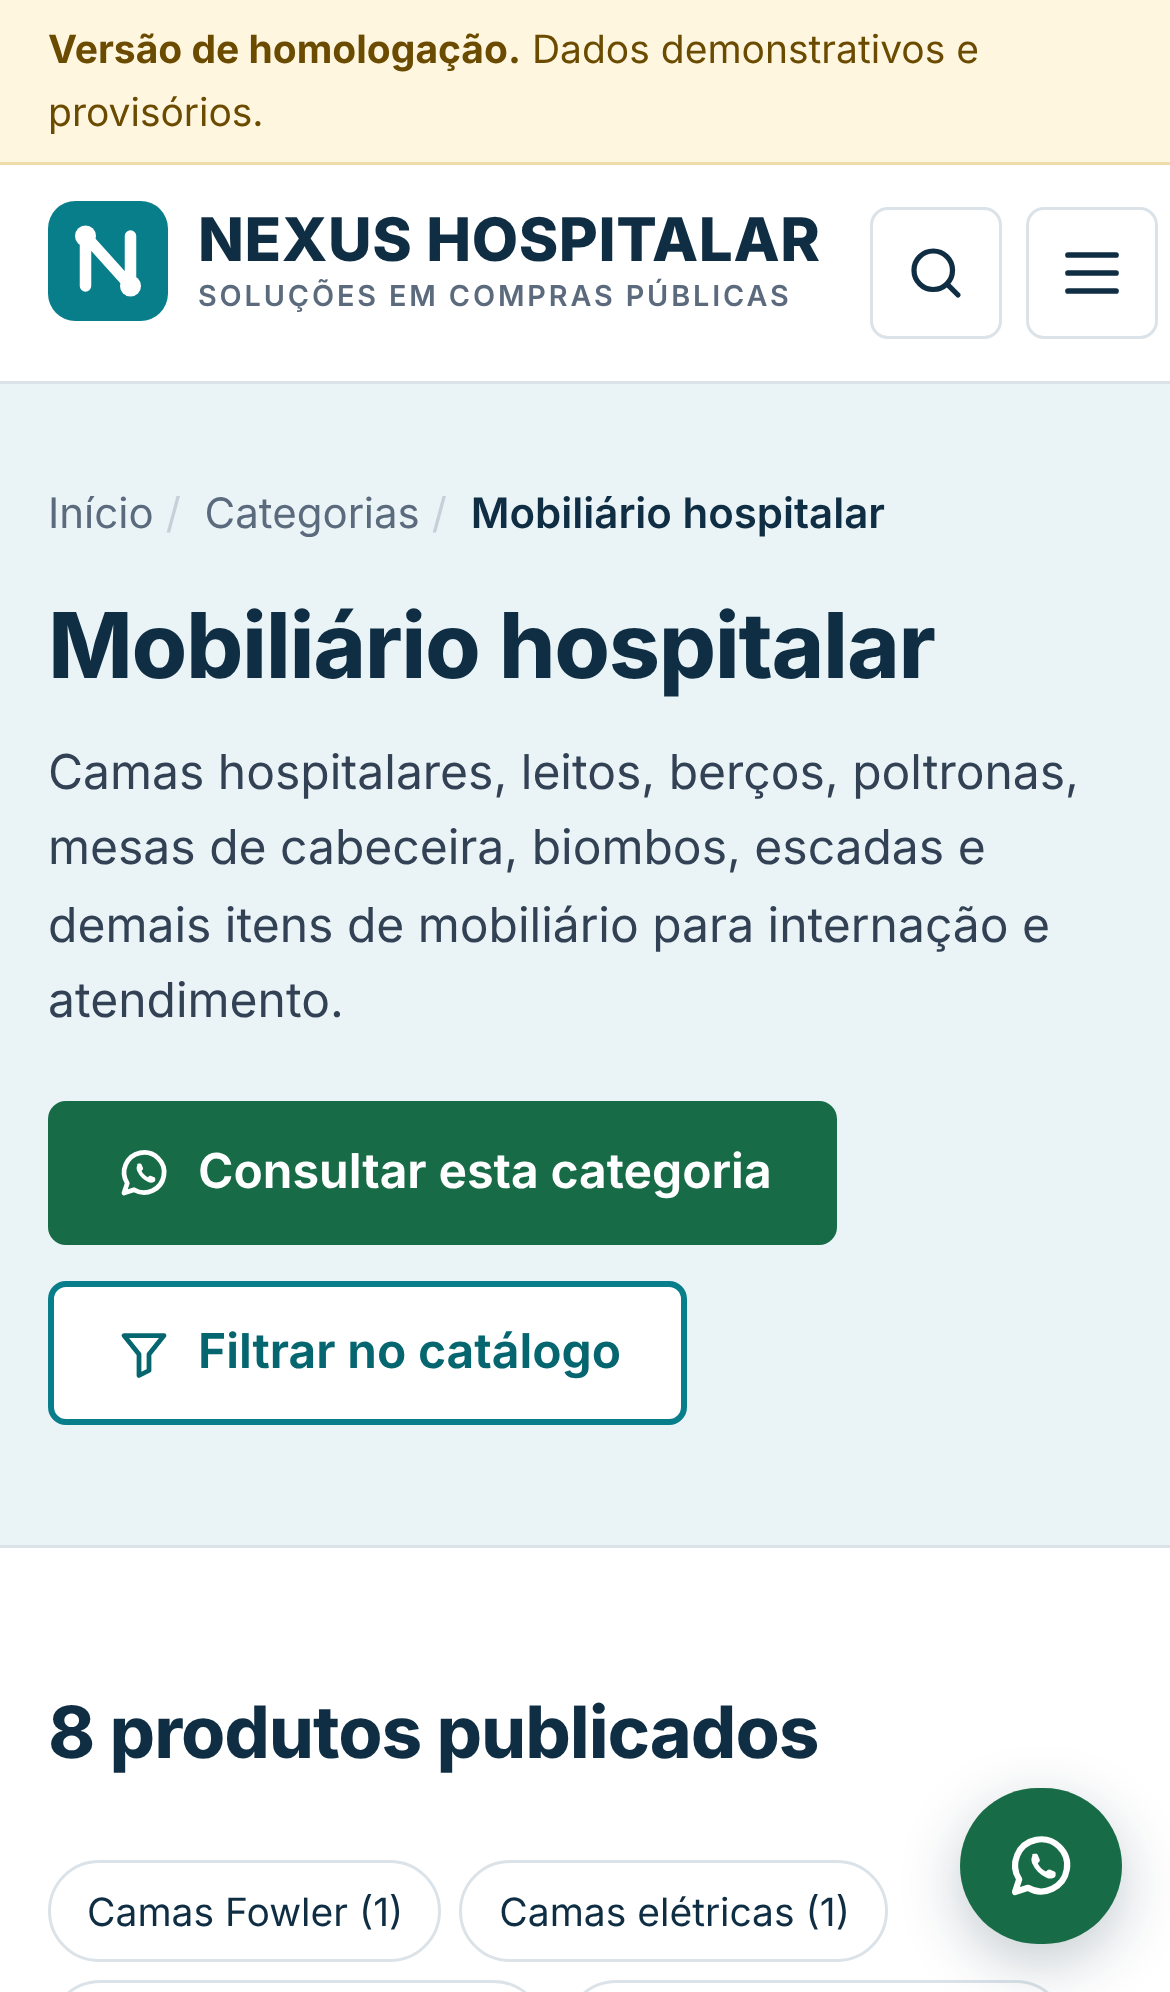 Versão de homologação. Dados demonstrativos e
provisórios.
NEXUS HOSPITALAR
SOLUÇÕES EM COMPRAS PÚBLICAS
Início / Categorias / Mobiliário hospitalar
Mobiliário hospitalar
Camas hospitalares, leitos, berços, poltronas,
mesas de cabeceira, biombos, escadas e
demais itens de mobiliário para internação e
atendimento.
Consultar esta categoria
Filtrar no catálogo
8 produtos publicados
Camas Fowler (1)
Camas elétricas (1)